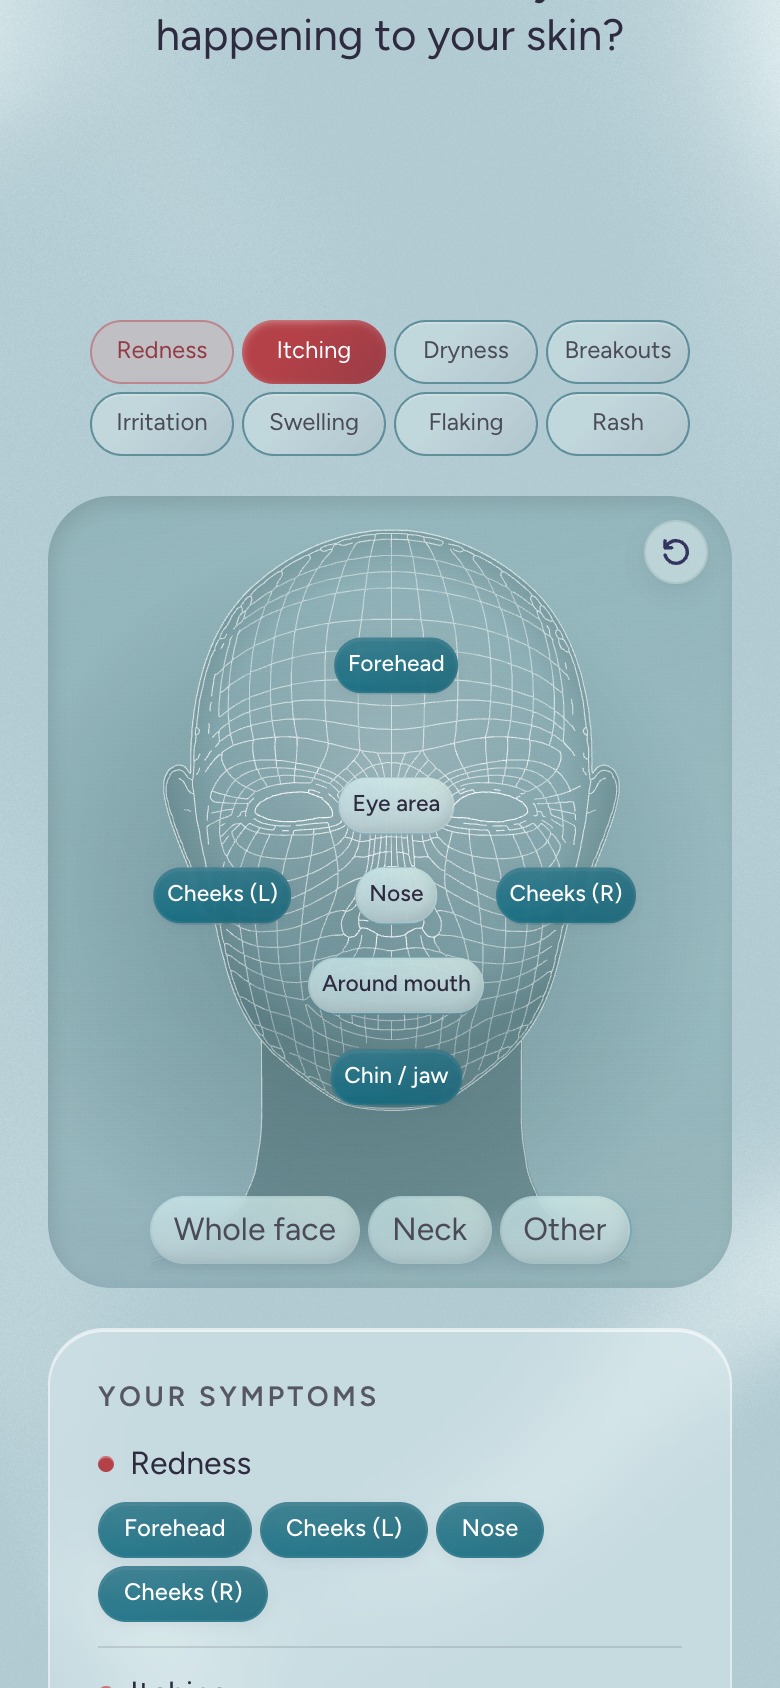 happening to your skin?
Redness Itching Dryness Breakouts
Irritation Swelling Flaking Rash
Forehead
Eye area
Cheeks (L) Nose Cheeks (R)
Around mouth
Chin / jaw
Whole face Neck Other
YOUR SYMPTOMS
Redness
Forehead Cheeks (L) Nose
Cheeks (R)